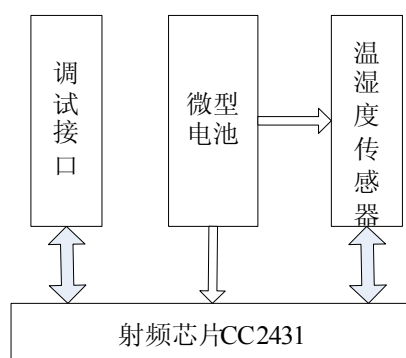 调
试
接
口
微型
电池
温
湿
度
传
感
器
射频芯片CC2431